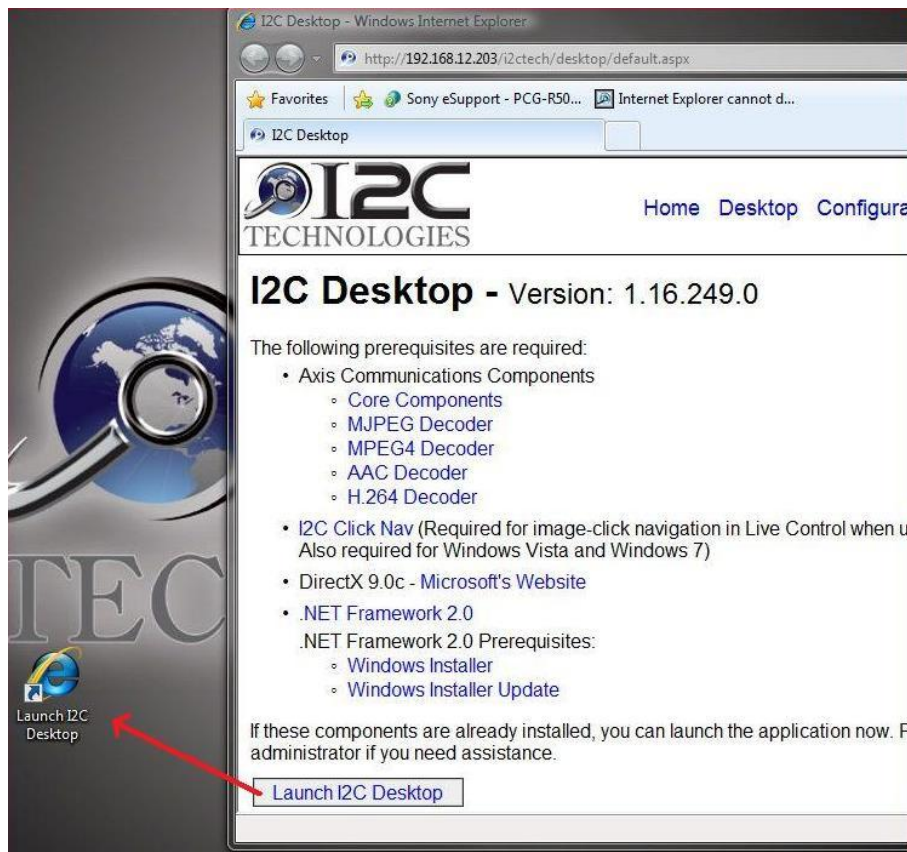 I2C Desktop - Windows Internet Explorer
http://192.168.12.203/i2ctech/desktop/default.aspx
Favorites Sony eSupport - PCG-R50... Internet Explorer cannot d...
I2C Desktop
I2C
TECHNOLOGIES
Home Desktop Configura
I2C Desktop - Version: 1.16.249.0
The following prerequisites are required:
• Axis Communications Components
◦ Core Components
◦ MJPEG Decoder
◦ MPEG4 Decoder
◦ AAC Decoder
◦ H.264 Decoder
• I2C Click Nav (Required for image-click navigation in Live Control when u
Also required for Windows Vista and Windows 7)
• DirectX 9.0c - Microsoft's Website
• .NET Framework 2.0
.NET Framework 2.0 Prerequisites:
◦ Windows Installer
◦ Windows Installer Update
If these components are already installed, you can launch the application now. P
administrator if you need assistance.
Launch I2C Desktop
TEC
Launch I2C
Desktop